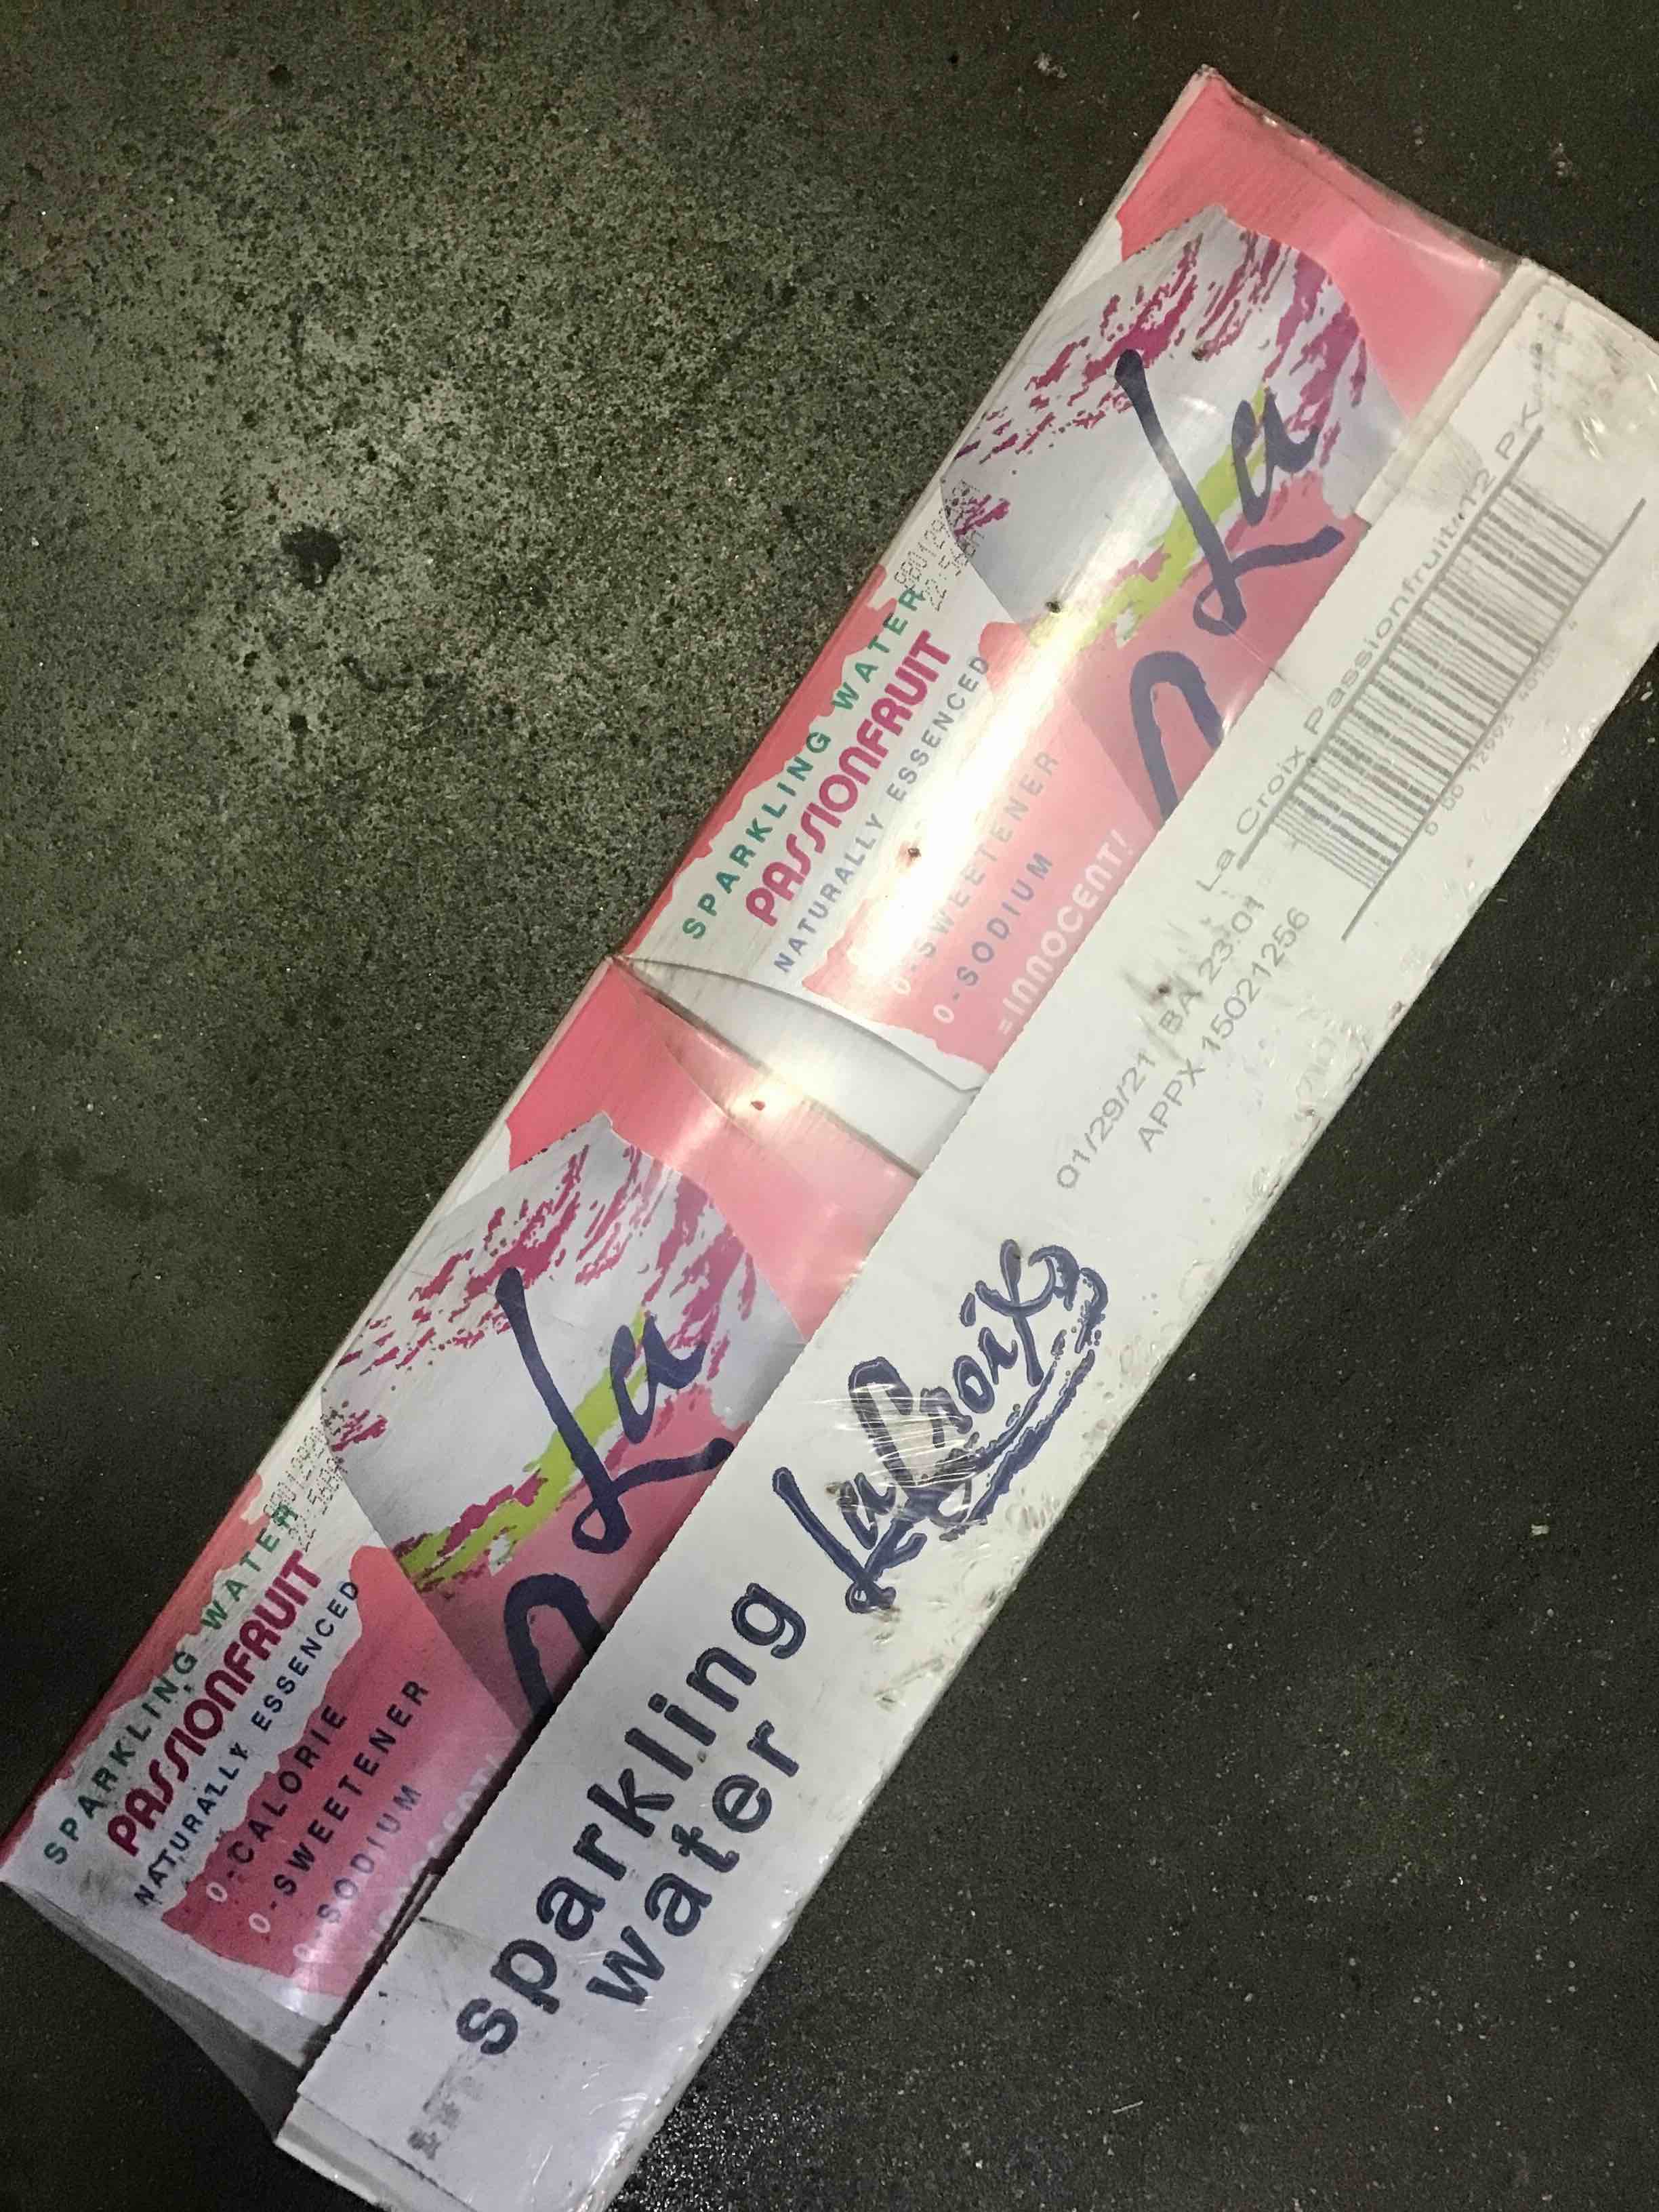 La
SPARKLING WATER
PASSIONFRUIT
NATURALLY ESSENCED
0-SWEETENER
0-SODIUM
=INNOCENT!
La
SPARKLING WATER
PASSIONFRUIT
NATURALLY ESSENCED
0-CALORIE
0-SWEETENER
0-SODIUM
La Croix Passionfruit 12 PK
01/29/21 BA 23:01
APPX 15021256
LaCroix
sparkling
water